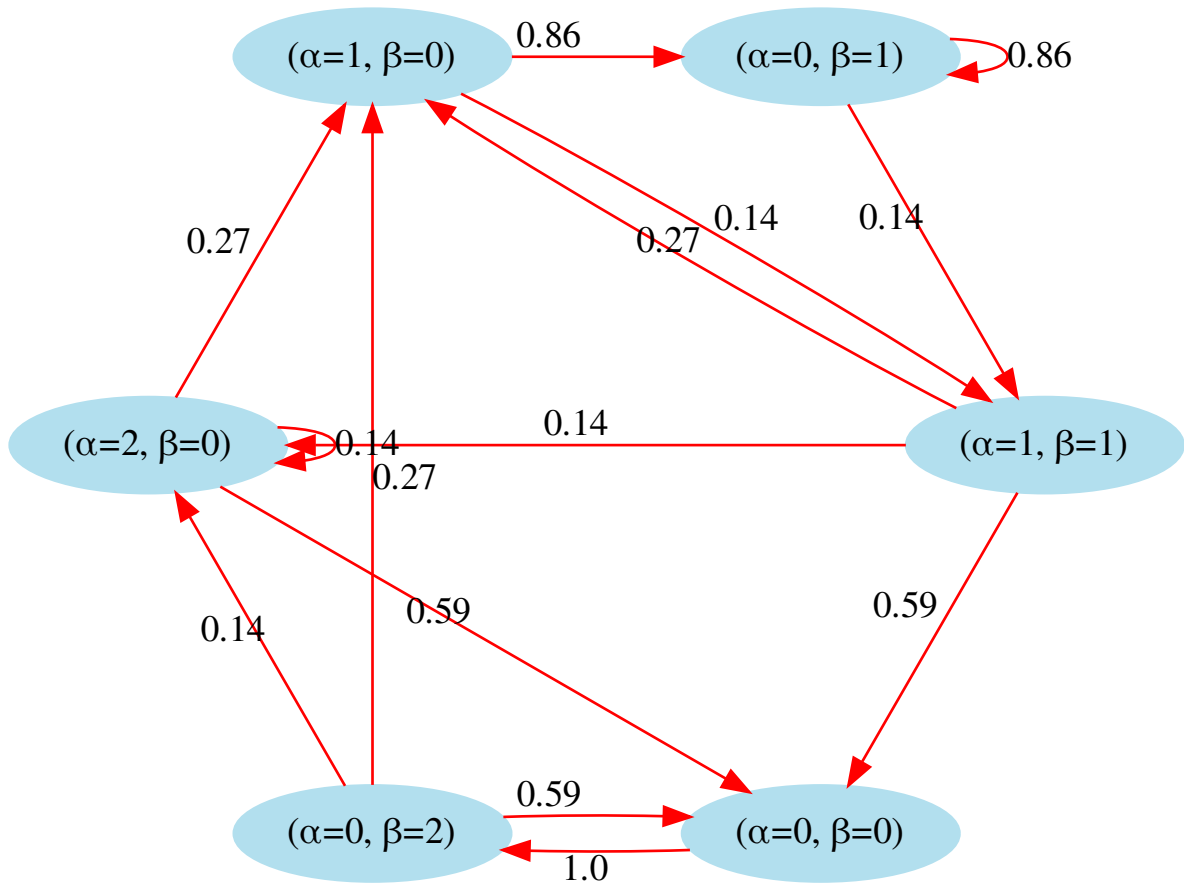 0.86
(α=1, β=0)
(α=0, β=1)
0.86
0.14
0.14
0.27
0.27
0.14
(α=2, β=0)
0.14
(α=1, β=1)
0.27
0.59
0.59
0.14
0.59
(α=0, β=2)
(α=0, β=0)
1.0